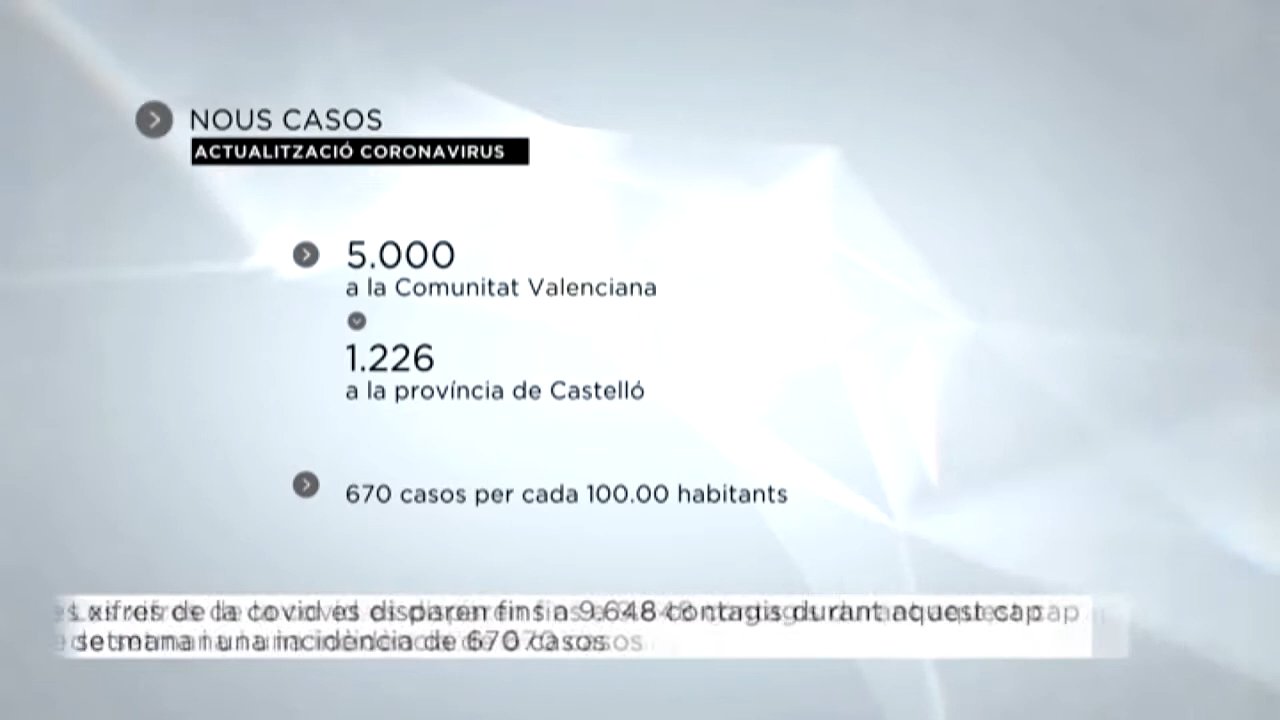 NOUS CASOS
ACTUALITZACIÓ CORONAVIRUS
5.000
a la Comunitat Valenciana
1.226
a la província de Castelló
670 casos per cada 100.00 habitants
Les xifres de la covid es disparen fins a 9.648 contagis durant aquest cap
de setmana i una incidència de 670 casos